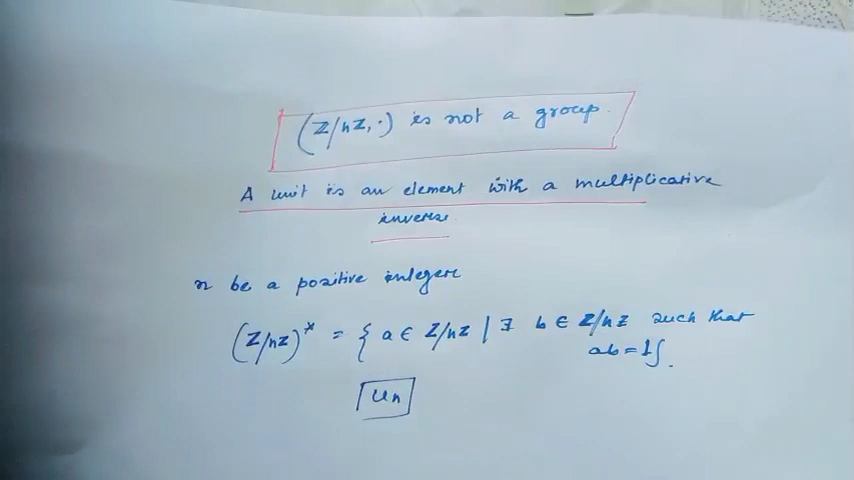 (Z/nZ, ·) is not a group.
A unit is an element with a multiplicative
inverse.
n be a positive integer
(Z/nZ)* = { a ∈ Z/nZ | ∃ b ∈ Z/nZ such that
ab = 1}.
Un